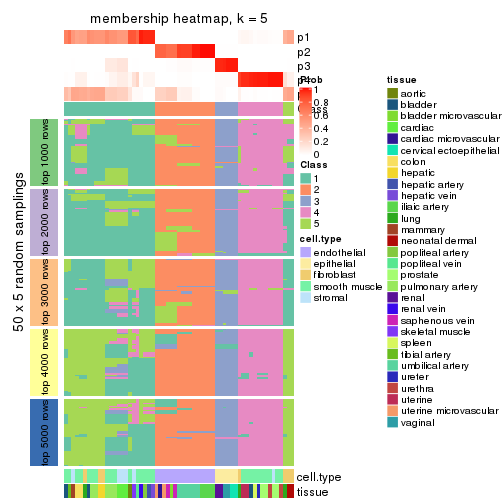 membership heatmap, k = 5
p1
p2
p3
p4
Prob
1
0.8
0.6
0.4
0.2
0
Class
Class
1
2
3
4
5
cell.type
endothelial
epithelial
fibroblast
smooth muscle
stromal
tissue
aortic
bladder
bladder microvascular
cardiac
cardiac microvascular
cervical ectoepithelial
colon
hepatic
hepatic artery
hepatic vein
iliaic artery
lung
mammary
neonatal dermal
popliteal artery
popliteal vein
prostate
pulmonary artery
renal
renal vein
saphenous vein
skeletal muscle
spleen
tibial artery
umbilical artery
ureter
urethra
uterine
uterine microvascular
vaginal
50 x 5 random samplings
top 1000 rows
top 2000 rows
top 3000 rows
top 4000 rows
top 5000 rows
cell.type
tissue